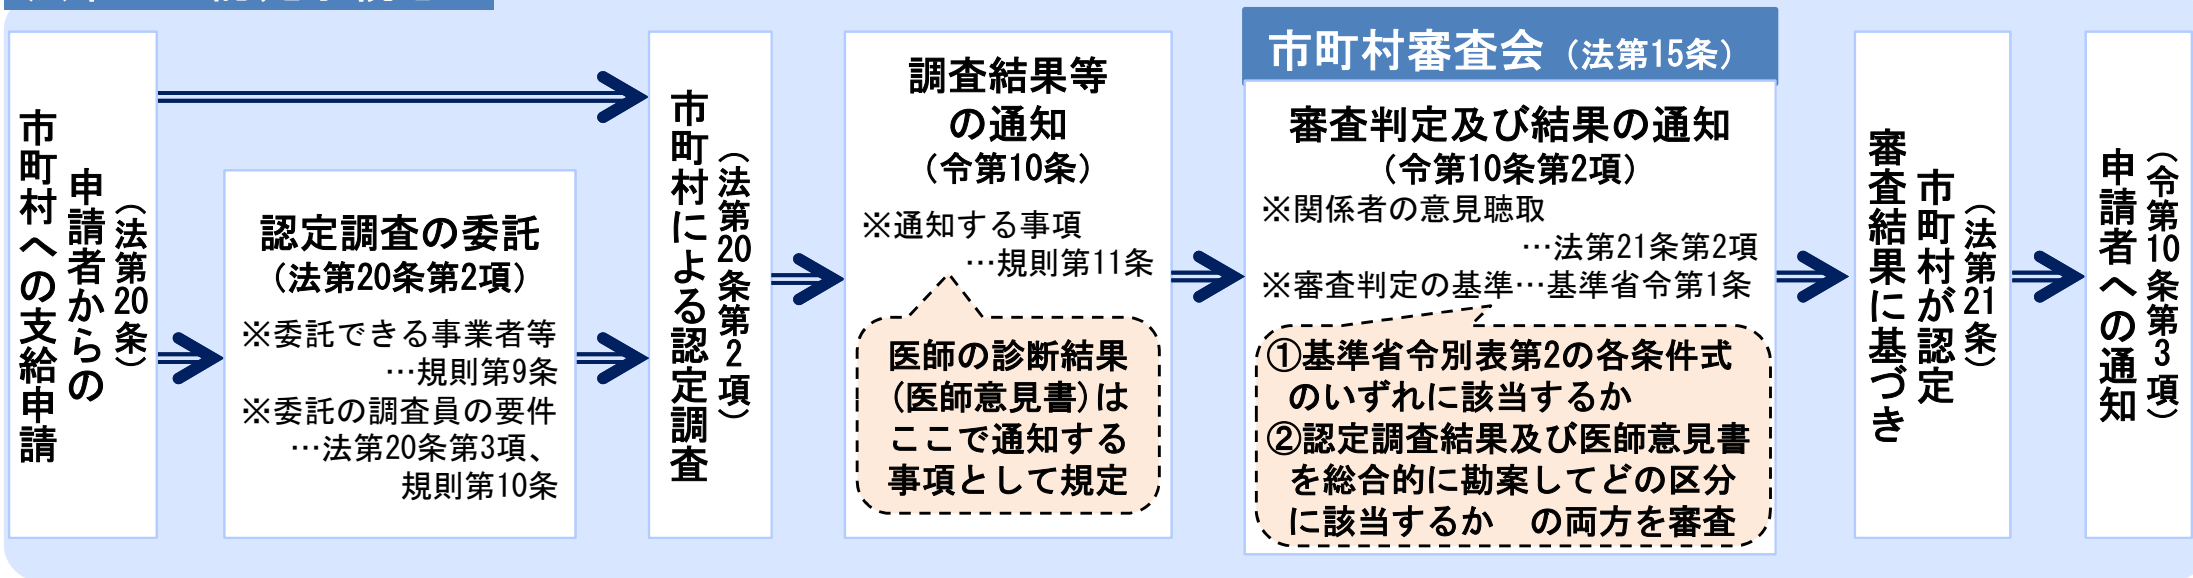 申請者からの
市町村への支給申請
（法第20条）
認定調査の委託
（法第20条第2項）
※委託できる事業者等
…規則第9条
※委託の調査員の要件
…法第20条第3項、
規則第10条
市町村による認定調査
（法第20条第2項）
調査結果等
の通知
（令第10条）
※通知する事項
…規則第11条
医師の診断結果
(医師意見書)は
ここで通知する
事項として規定
市町村審査会（法第15条）
審査判定及び結果の通知
（令第10条第2項）
※関係者の意見聴取
…法第21条第2項
※審査判定の基準…基準省令第1条
①基準省令別表第2の各条件式
のいずれに該当するか
②認定調査結果及び医師意見書
を総合的に勘案してどの区分
に該当するか　の両方を審査
審査結果に基づき
市町村が認定
（法第21条）
申請者への通知
（令第10条第3項）